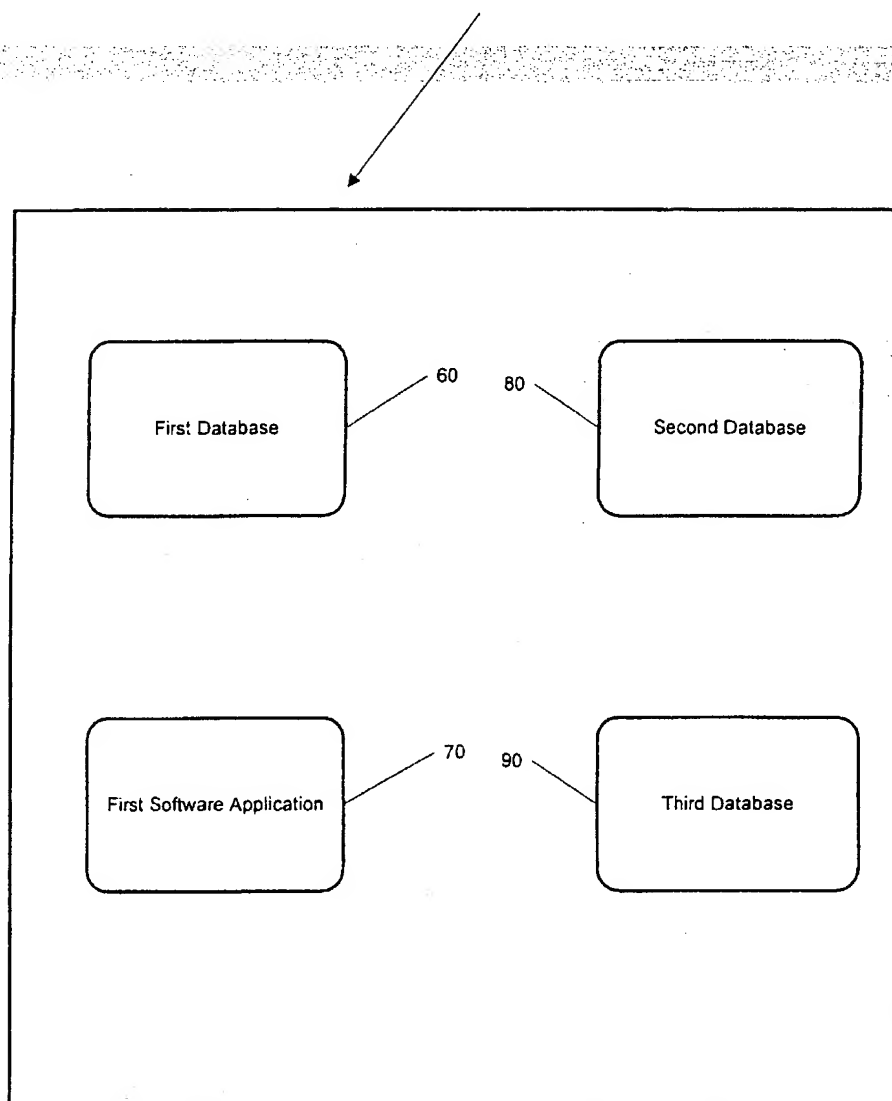 60
80
First Database
Second Database
70
90
First Software Application
Third Database